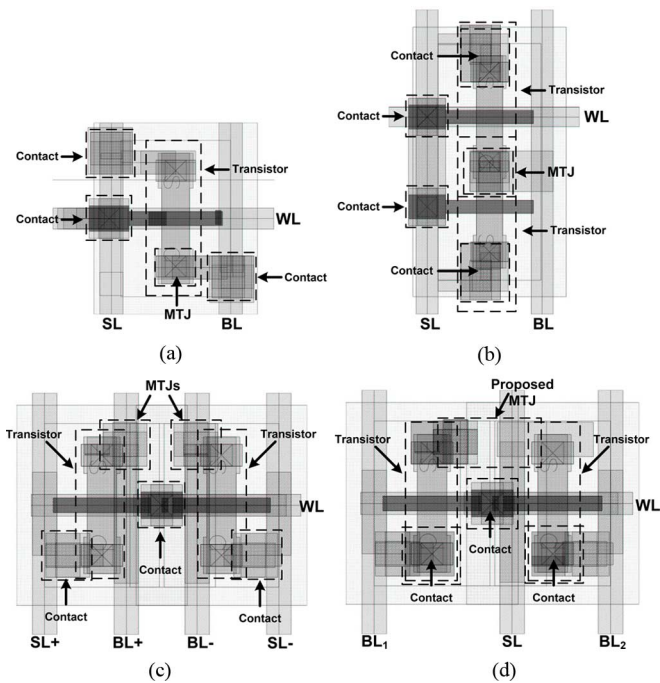 Contact
Transistor
Contact
WL
Contact
MTJ
SL
BL
(a)
Contact
Transistor
Contact
WL
MTJ
Contact
Transistor
Contact
SL
BL
(b)
MTJs
Transistor
Transistor
WL
Contact
Contact
Contact
SL+
BL+
BL-
SL-
(c)
Proposed
MTJ
Transistor
Transistor
WL
Contact
Contact
Contact
BL1
SL
BL2
(d)